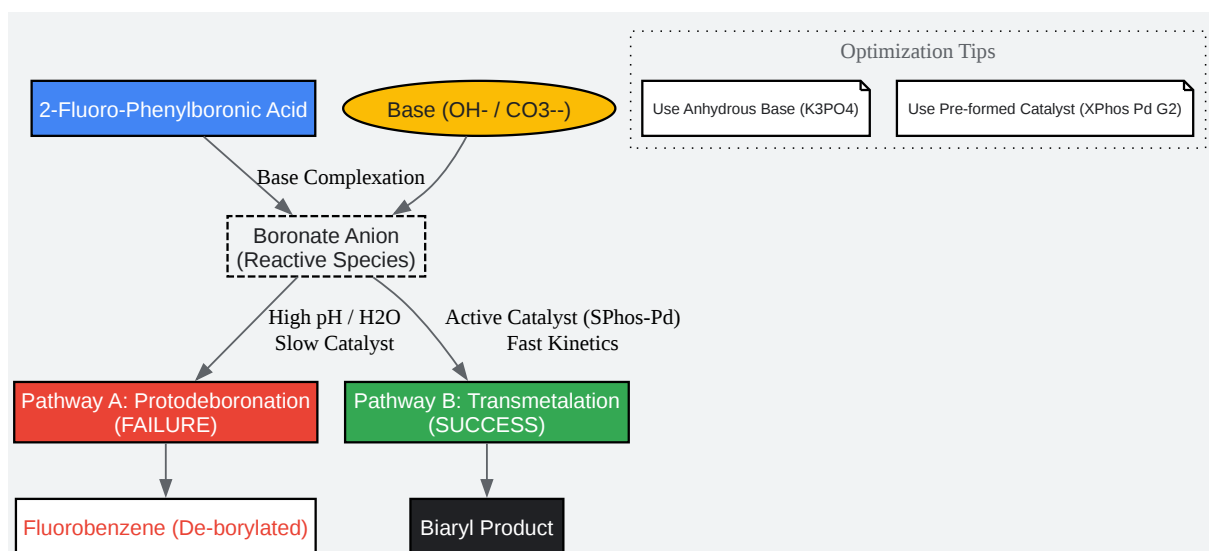 Optimization Tips
2-Fluoro-Phenylboronic Acid
Base (OH- / CO3--)
Use Anhydrous Base (K3PO4)
Use Pre-formed Catalyst (XPhos Pd G2)
Base Complexation
Boronate Anion
(Reactive Species)
High pH / H2O
Slow Catalyst
Active Catalyst (SPhos-Pd)
Fast Kinetics
Pathway A: Protodeboronation
(FAILURE)
Pathway B: Transmetalation
(SUCCESS)
Fluorobenzene (De-borylated)
Biaryl Product